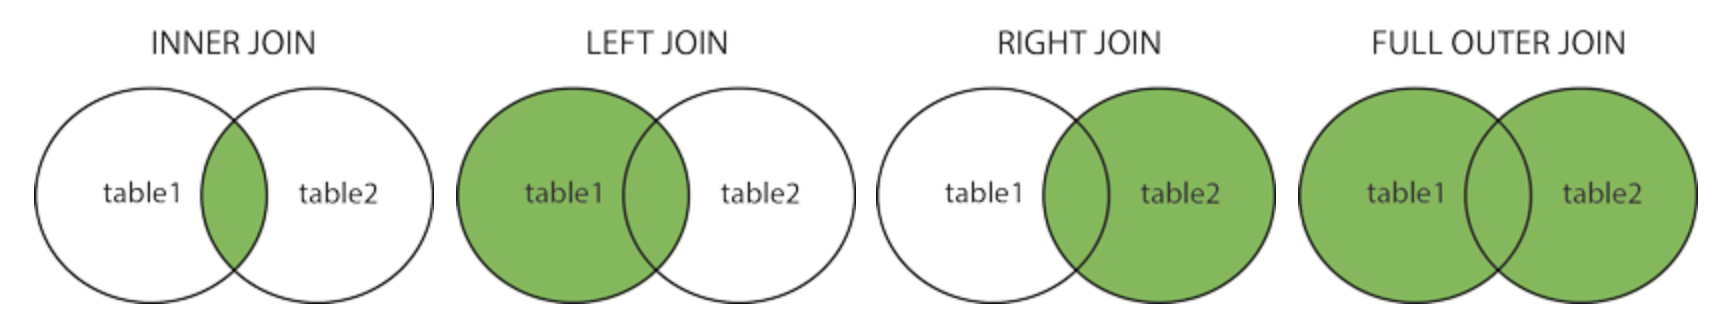 INNER JOIN
LEFT JOIN
RIGHT JOIN
FULL OUTER JOIN
table1
table2
table1
table2
table1
table2
table1
table2